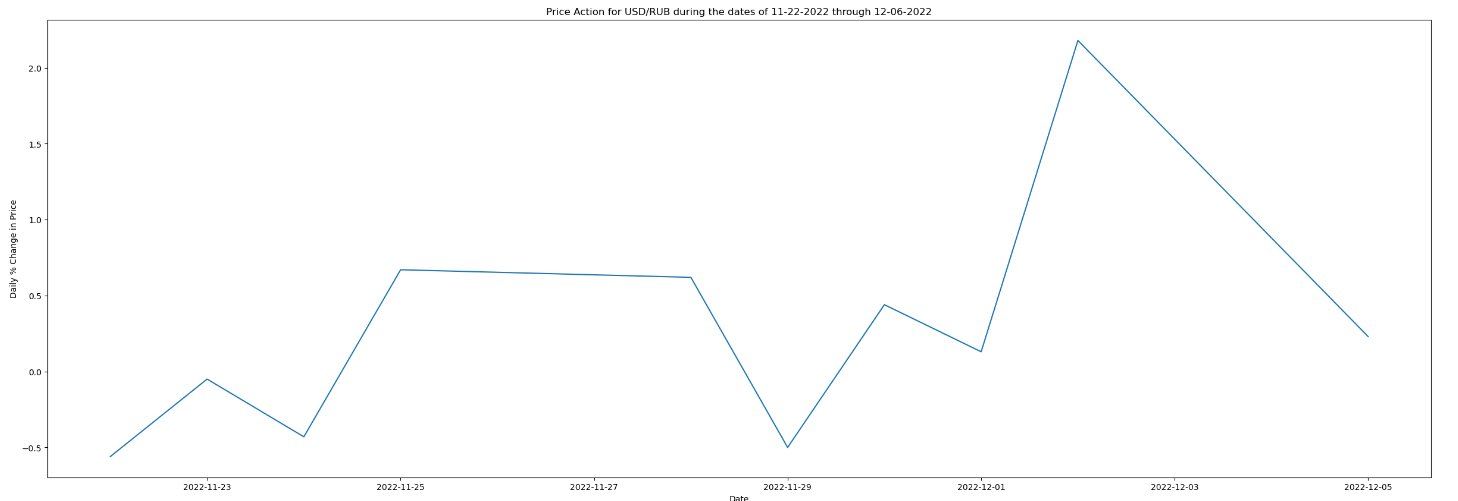 Price Action for USD/RUB during the dates of 11-22-2022 through 12-06-2022
Daily % Change in Price
2.0
1.5
1.0
0.5
0.0
−0.5
2022-11-23 2022-11-25 2022-11-27 2022-11-29 2022-12-01 2022-12-03 2022-12-05
Date